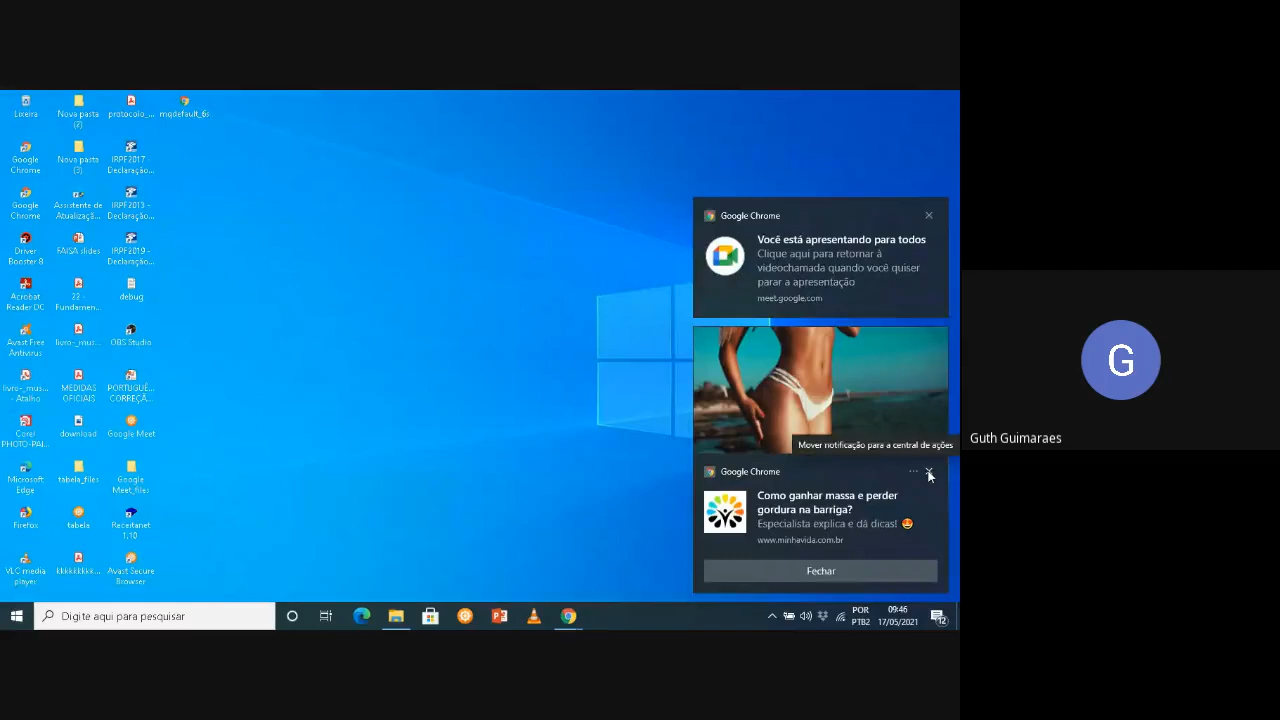 Lixeira
Nova pasta
(2)
protocolo_...
mqdefault_6s
Google
Chrome
Nova pasta
(3)
IRPF2017 -
Declaração...
Google
Chrome
Assistente de
Atualizaçã...
IRPF2013 -
Declaração...
Driver
Booster 8
FAISA slides
IRPF2019 -
Declaração...
Acrobat
Reader DC
22 -
Fundamen...
debug
Avast Free
Antivirus
livro-_mus...
OBS Studio
livro-_mus...
- Atalho
MEDIDAS
OFICIAIS
PORTUGUÊ...
CORREÇÃ...
Corel
PHOTO-PAI...
download
Google Meet
Microsoft
Edge
tabela_files
Google
Meet_files
Firefox
tabela
Receitanet
1.10
VLC media
player
kkkkkkkkk...
Avast Secure
Browser
Google Chrome
Você está apresentando para todos
Clique aqui para retornar à
videochamada quando você quiser
parar a apresentação
meet.google.com
Mover notificação para a central de ações
Google Chrome
Como ganhar massa e perder
gordura na barriga?
Especialista explica e dá dicas! 🤩
www.minhavida.com.br
Fechar
Digite aqui para pesquisar
POR
PTB2
09:46
17/05/2021
12
G
Guth Guimaraes